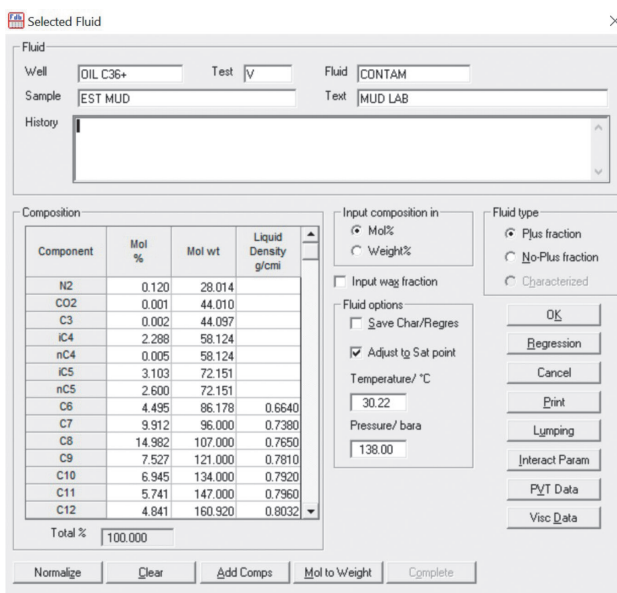 Selected Fluid
Fluid
Well OIL C36+ Test V Fluid CONTAM
Sample EST MUD Text MUD LAB
History
Composition
Component Mol % Mol wt Liquid Density g/cmi
N2 0.120 28.014
CO2 0.001 44.010
C3 0.002 44.097
iC4 2.288 58.124
nC4 0.005 58.124
iC5 3.103 72.151
nC5 2.600 72.151
C6 4.495 86.178 0.6640
C7 9.912 96.000 0.7380
C8 14.982 107.000 0.7650
C9 7.527 121.000 0.7810
C10 6.945 134.000 0.7920
C11 5.741 147.000 0.7960
C12 4.841 160.920 0.8032
Total % 100.000
Input composition in
Mol%
Weight%
Input wax fraction
Fluid options
Save Char/Regres
Adjust to Sat point
Temperature/ °C
30.22
Pressure/ bara
138.00
Fluid type
Plus fraction
No-Plus fraction
Characterized
OK
Regression
Cancel
Print
Lumping
Interact Param
PVT Data
Visc Data
Normalize Clear Add Comps Mol to Weight Complete